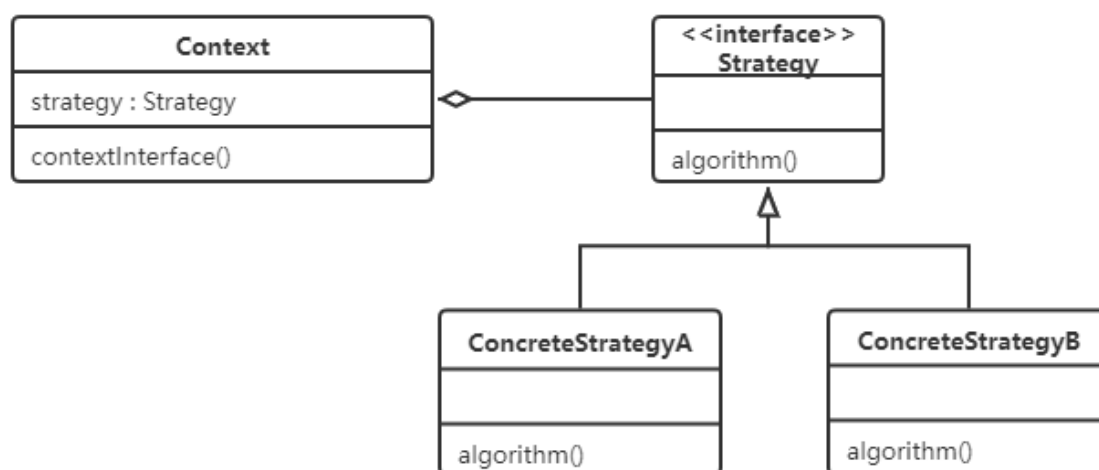 Context
strategy : Strategy
contextInterface()
<<interface>>
Strategy
algorithm()
ConcreteStrategyA
algorithm()
ConcreteStrategyB
algorithm()